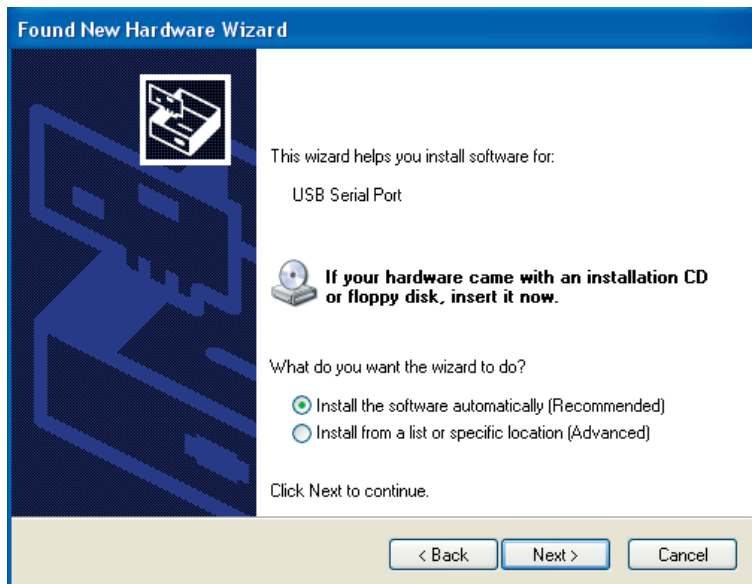 Found New Hardware Wizard
This wizard helps you install software for:
USB Serial Port
If your hardware came with an installation CD
or floppy disk, insert it now.
What do you want the wizard to do?
Install the software automatically (Recommended)
Install from a list or specific location (Advanced)
Click Next to continue.
< Back Next > Cancel